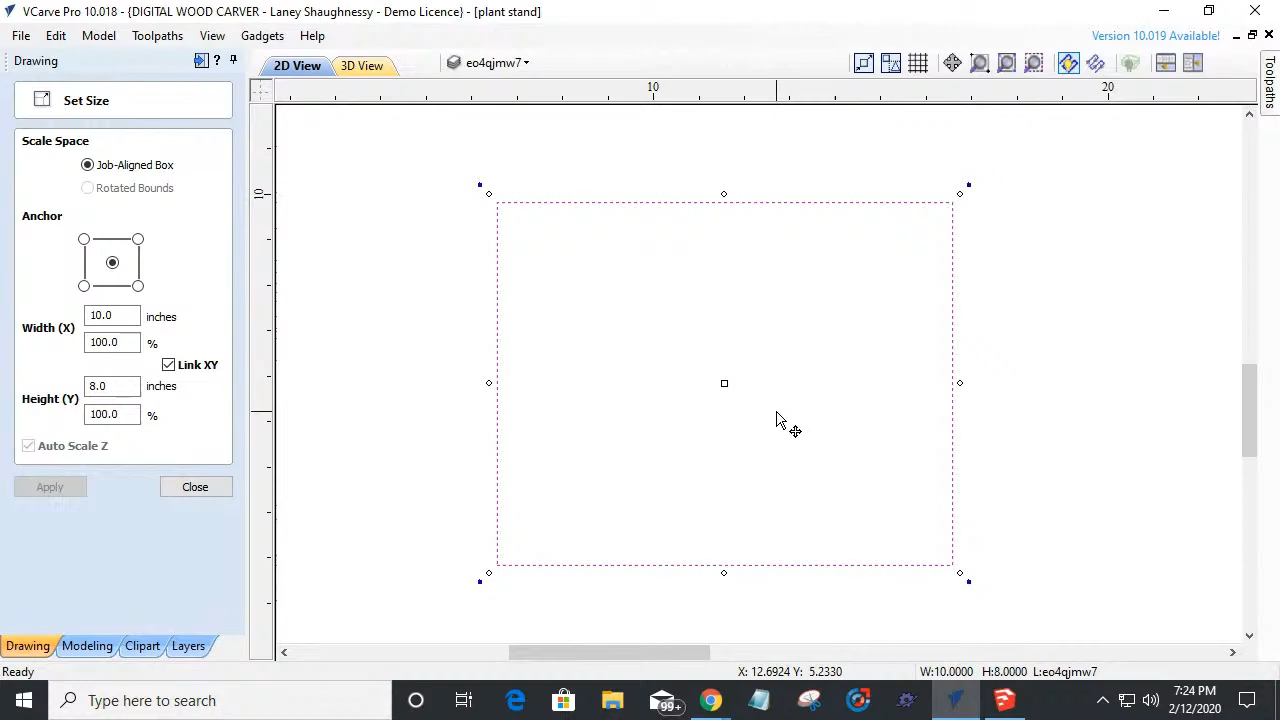 VCarve Pro 10.018 - {DIGITAL WOOD CARVER - Laney Shaughnessy - Demo Licence} - [plant stand]
File Edit Model Toolpaths View Gadgets Help Version 10.019 Available!
Drawing ?
2D View 3D View eo4qjmw7
Set Size
Scale Space
Job-Aligned Box
Rotated Bounds
Anchor
Width (X) 10.0 inches
100.0 %
Link XY
Height (Y) 8.0 inches
100.0 %
Auto Scale Z
Apply Close
10 20
10
Toolpaths
Drawing Modeling Clipart Layers
Ready X: 12.6924 Y: 5.2330 W:10.0000 H:8.0000 L:eo4qjmw7
Type here to search
99+
7:24 PM
2/12/2020